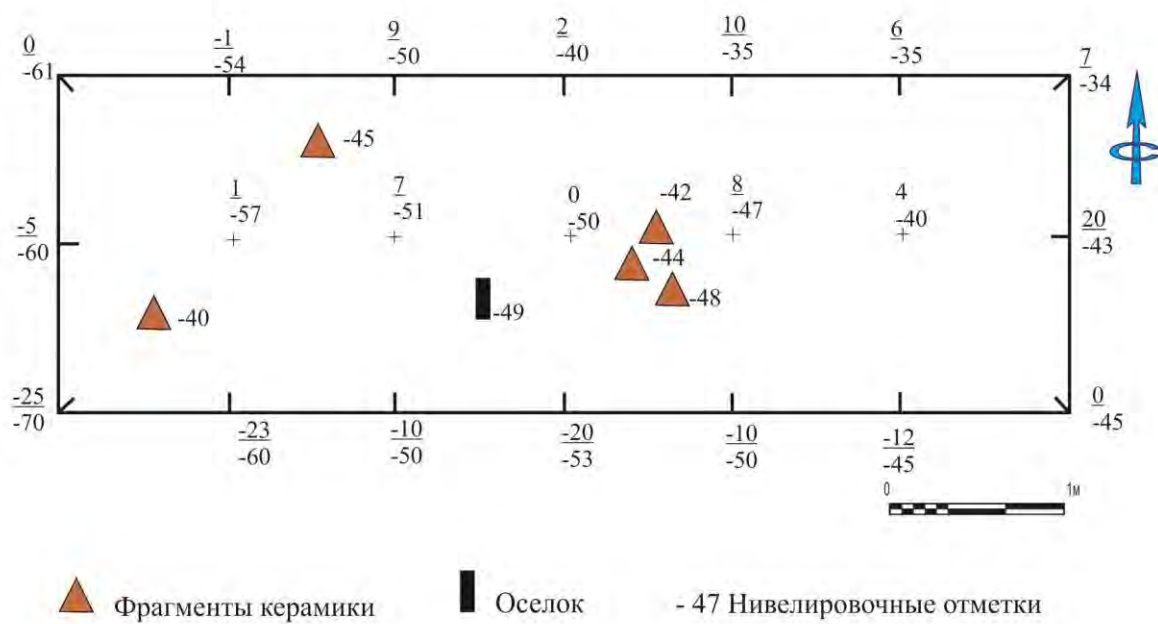 0 -1 9 2 10 6 7
-61 -54 -50 -40 -35 -35 -34
-45
1 7 0 -42 8 4
-57 -51 -50 -47 -40
-5 20
-60 -43
-44
-40 -49 -48
-25 0
-70 -45
-23 -10 -20 -10 -12
-60 -50 -53 -50 -45
С
0 1м
Фрагменты керамики Оселок - 47 Нивелировочные отметки